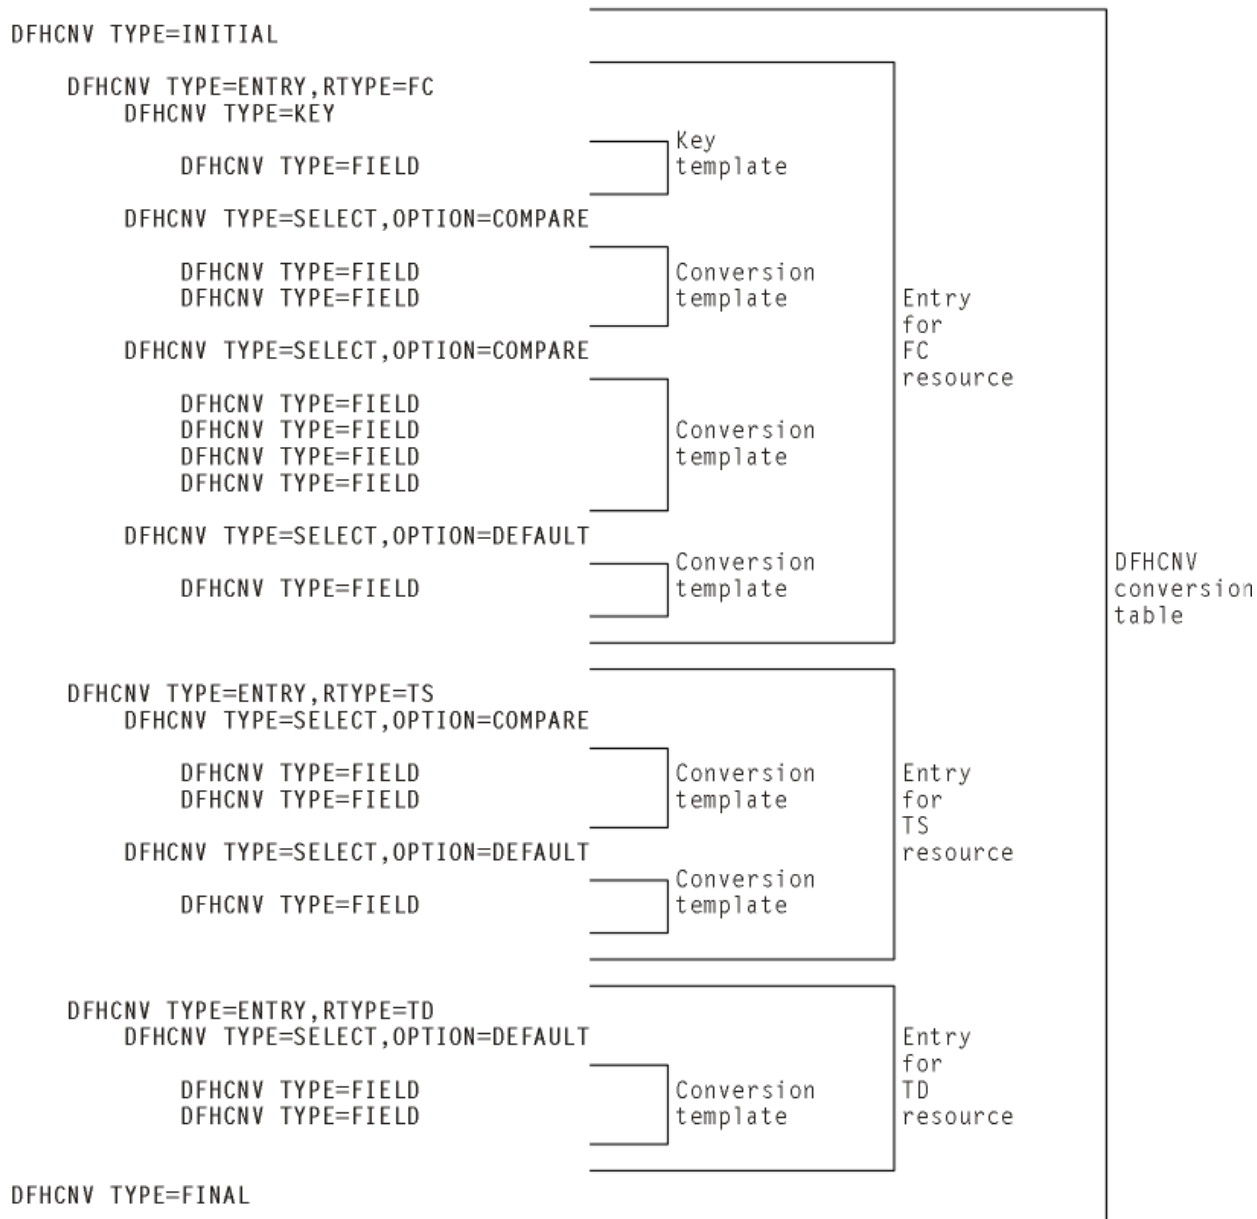 DFHCNV TYPE=INITIAL
DFHCNV TYPE=ENTRY,RTYPE=FC
DFHCNV TYPE=KEY
Key
DFHCNV TYPE=FIELD template
DFHCNV TYPE=SELECT,OPTION=COMPARE
DFHCNV TYPE=FIELD Conversion
DFHCNV TYPE=FIELD template
Entry
for
FC
resource
DFHCNV TYPE=SELECT,OPTION=COMPARE
DFHCNV TYPE=FIELD
DFHCNV TYPE=FIELD Conversion
DFHCNV TYPE=FIELD template
DFHCNV TYPE=FIELD
DFHCNV TYPE=SELECT,OPTION=DEFAULT
Conversion
DFHCNV TYPE=FIELD template
DFHCNV
conversion
table
DFHCNV TYPE=ENTRY,RTYPE=TS
DFHCNV TYPE=SELECT,OPTION=COMPARE
DFHCNV TYPE=FIELD Conversion
DFHCNV TYPE=FIELD template
Entry
for
TS
resource
DFHCNV TYPE=SELECT,OPTION=DEFAULT
Conversion
DFHCNV TYPE=FIELD template
DFHCNV TYPE=ENTRY,RTYPE=TD
DFHCNV TYPE=SELECT,OPTION=DEFAULT
Entry
for
TD
resource
DFHCNV TYPE=FIELD Conversion
DFHCNV TYPE=FIELD template
DFHCNV TYPE=FINAL